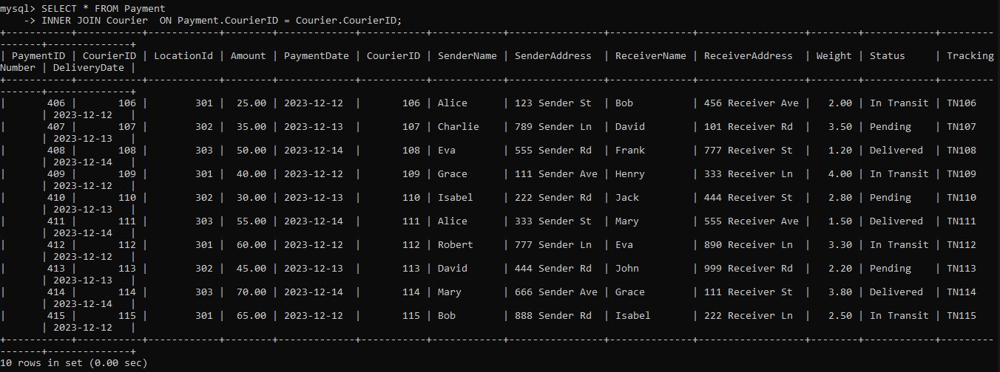 mysql> SELECT * FROM Payment
    -> INNER JOIN Courier  ON Payment.CourierID = Courier.CourierID;
+-----------+-----------+------------+--------+-------------+-----------+------------+----------------+--------------+------------------+--------+------------+---------
-------+--------------+
| PaymentID | CourierID | LocationId | Amount | PaymentDate | CourierID | SenderName | SenderAddress  | ReceiverName | ReceiverAddress  | Weight | Status     | Tracking
Number | DeliveryDate |
+-----------+-----------+------------+--------+-------------+-----------+------------+----------------+--------------+------------------+--------+------------+---------
-------+--------------+
|       406 |       106 |        301 |  25.00 | 2023-12-12  |       106 | Alice      | 123 Sender St  | Bob          | 456 Receiver Ave |   2.00 | In Transit | TN106
       | 2023-12-12   |
|       407 |       107 |        302 |  35.00 | 2023-12-13  |       107 | Charlie    | 789 Sender Ln  | David        | 101 Receiver Rd  |   3.50 | Pending    | TN107
       | 2023-12-13   |
|       408 |       108 |        303 |  50.00 | 2023-12-14  |       108 | Eva        | 555 Sender Rd  | Frank        | 777 Receiver St  |   1.20 | Delivered  | TN108
       | 2023-12-14   |
|       409 |       109 |        301 |  40.00 | 2023-12-12  |       109 | Grace      | 111 Sender Ave | Henry        | 333 Receiver Ln  |   4.00 | In Transit | TN109
       | 2023-12-12   |
|       410 |       110 |        302 |  30.00 | 2023-12-13  |       110 | Isabel     | 222 Sender Rd  | Jack         | 444 Receiver St  |   2.80 | Pending    | TN110
       | 2023-12-13   |
|       411 |       111 |        303 |  55.00 | 2023-12-14  |       111 | Alice      | 333 Sender St  | Mary         | 555 Receiver Ave |   1.50 | Delivered  | TN111
       | 2023-12-14   |
|       412 |       112 |        301 |  60.00 | 2023-12-12  |       112 | Robert     | 777 Sender Ln  | Eva          | 890 Receiver Ln  |   3.30 | In Transit | TN112
       | 2023-12-12   |
|       413 |       113 |        302 |  45.00 | 2023-12-13  |       113 | David      | 444 Sender Rd  | John         | 999 Receiver Rd  |   2.20 | Pending    | TN113
       | 2023-12-13   |
|       414 |       114 |        303 |  70.00 | 2023-12-14  |       114 | Mary       | 666 Sender Ave | Grace        | 111 Receiver St  |   3.80 | Delivered  | TN114
       | 2023-12-14   |
|       415 |       115 |        301 |  65.00 | 2023-12-12  |       115 | Bob        | 888 Sender Rd  | Isabel       | 222 Receiver Ln  |   2.50 | In Transit | TN115
       | 2023-12-12   |
+-----------+-----------+------------+--------+-------------+-----------+------------+----------------+--------------+------------------+--------+------------+---------
-------+--------------+
10 rows in set (0.00 sec)